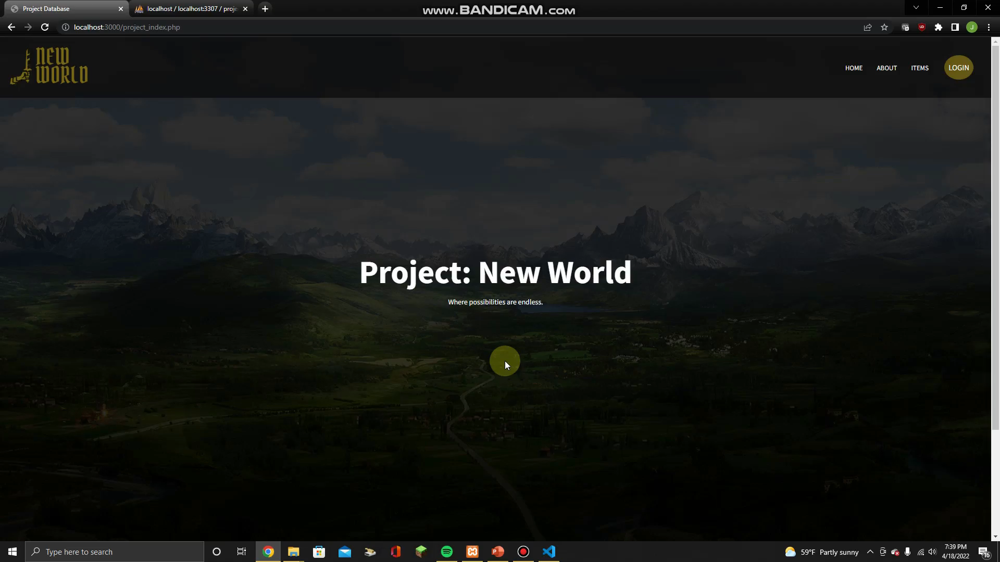 Project Database
localhost / localhost:3307 / proje
www.BANDICAM.com
localhost:3000/project_index.php
J
NEW
WORLD
HOME
ABOUT
ITEMS
LOGIN
Project: New World
Where possibilities are endless.
Type here to search
59°F Partly sunny
7:39 PM
4/18/2022
16